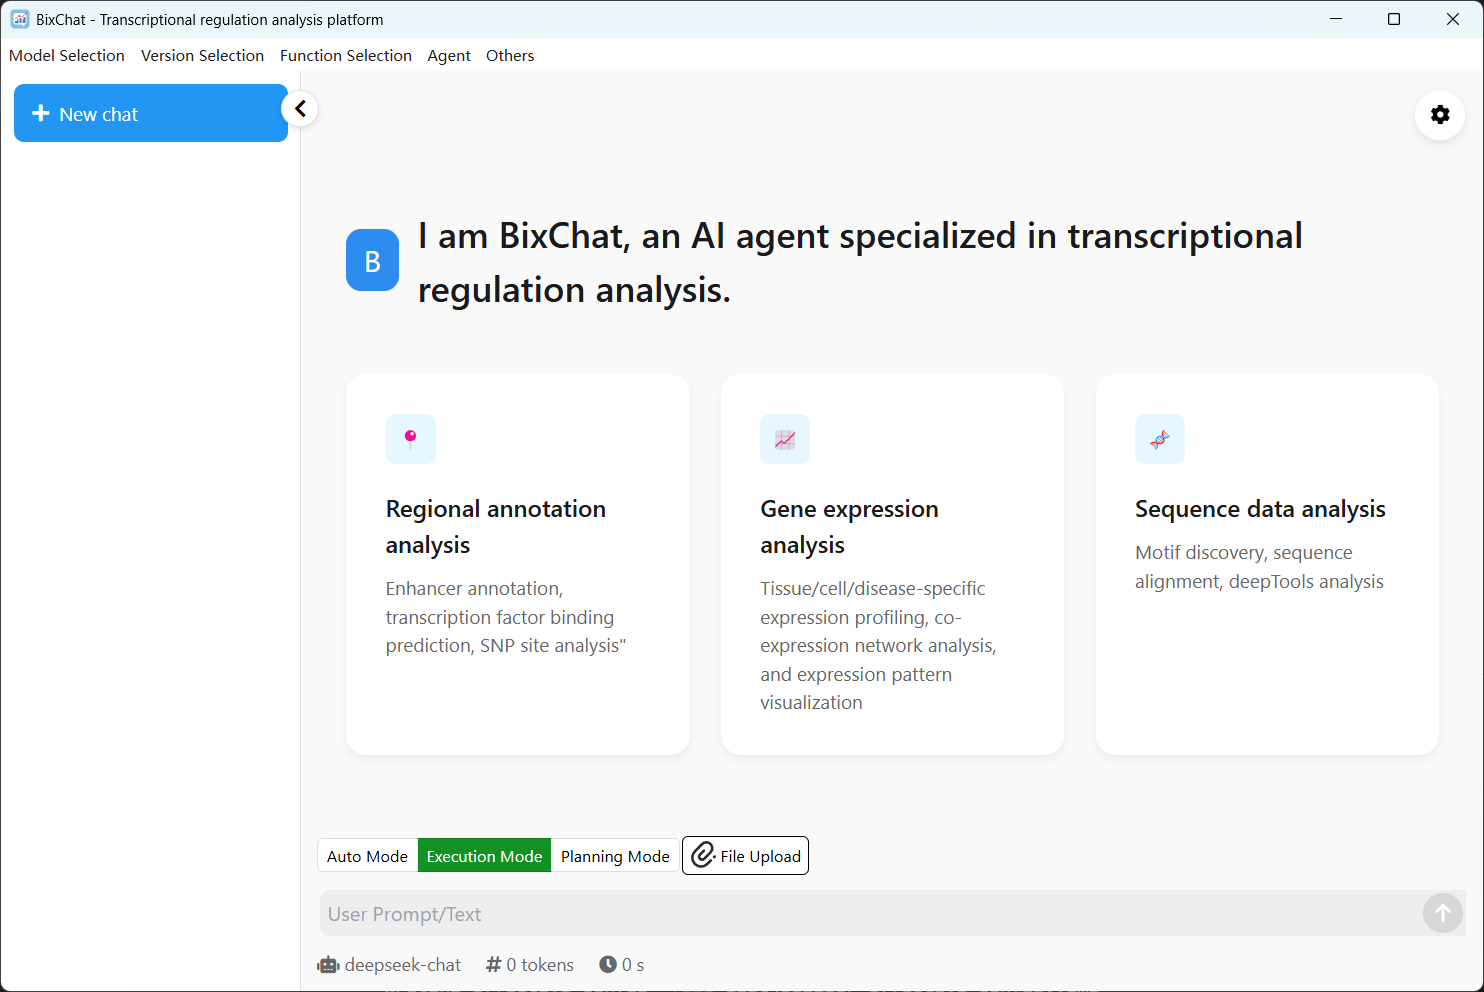 BixChat - Transcriptional regulation analysis platform
Model Selection Version Selection Function Selection Agent Others
New chat
B
I am BixChat, an AI agent specialized in transcriptional
regulation analysis.
Regional annotation
analysis
Enhancer annotation,
transcription factor binding
prediction, SNP site analysis"
Gene expression
analysis
Tissue/cell/disease-specific
expression profiling, co-
expression network analysis,
and expression pattern
visualization
Sequence data analysis
Motif discovery, sequence
alignment, deepTools analysis
Auto Mode Execution Mode Planning Mode File Upload
User Prompt/Text
deepseek-chat # 0 tokens 0 s